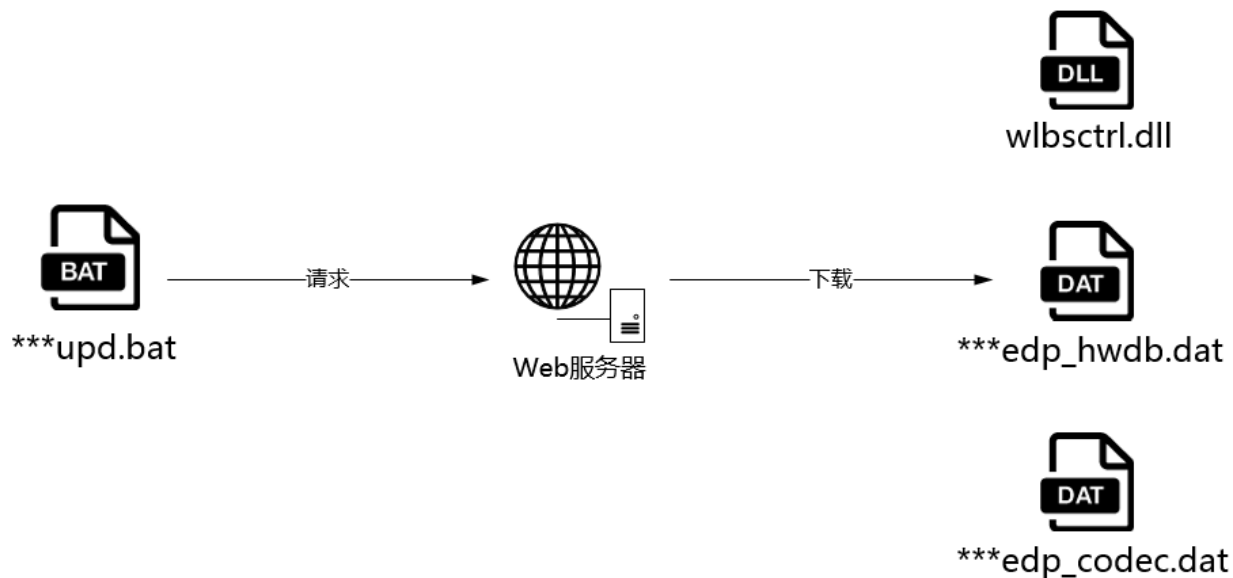 DLL
wlbsctrl.dll
BAT
***upd.bat
请求
Web服务器
下载
DAT
***edp_hwdb.dat
DAT
***edp_codec.dat